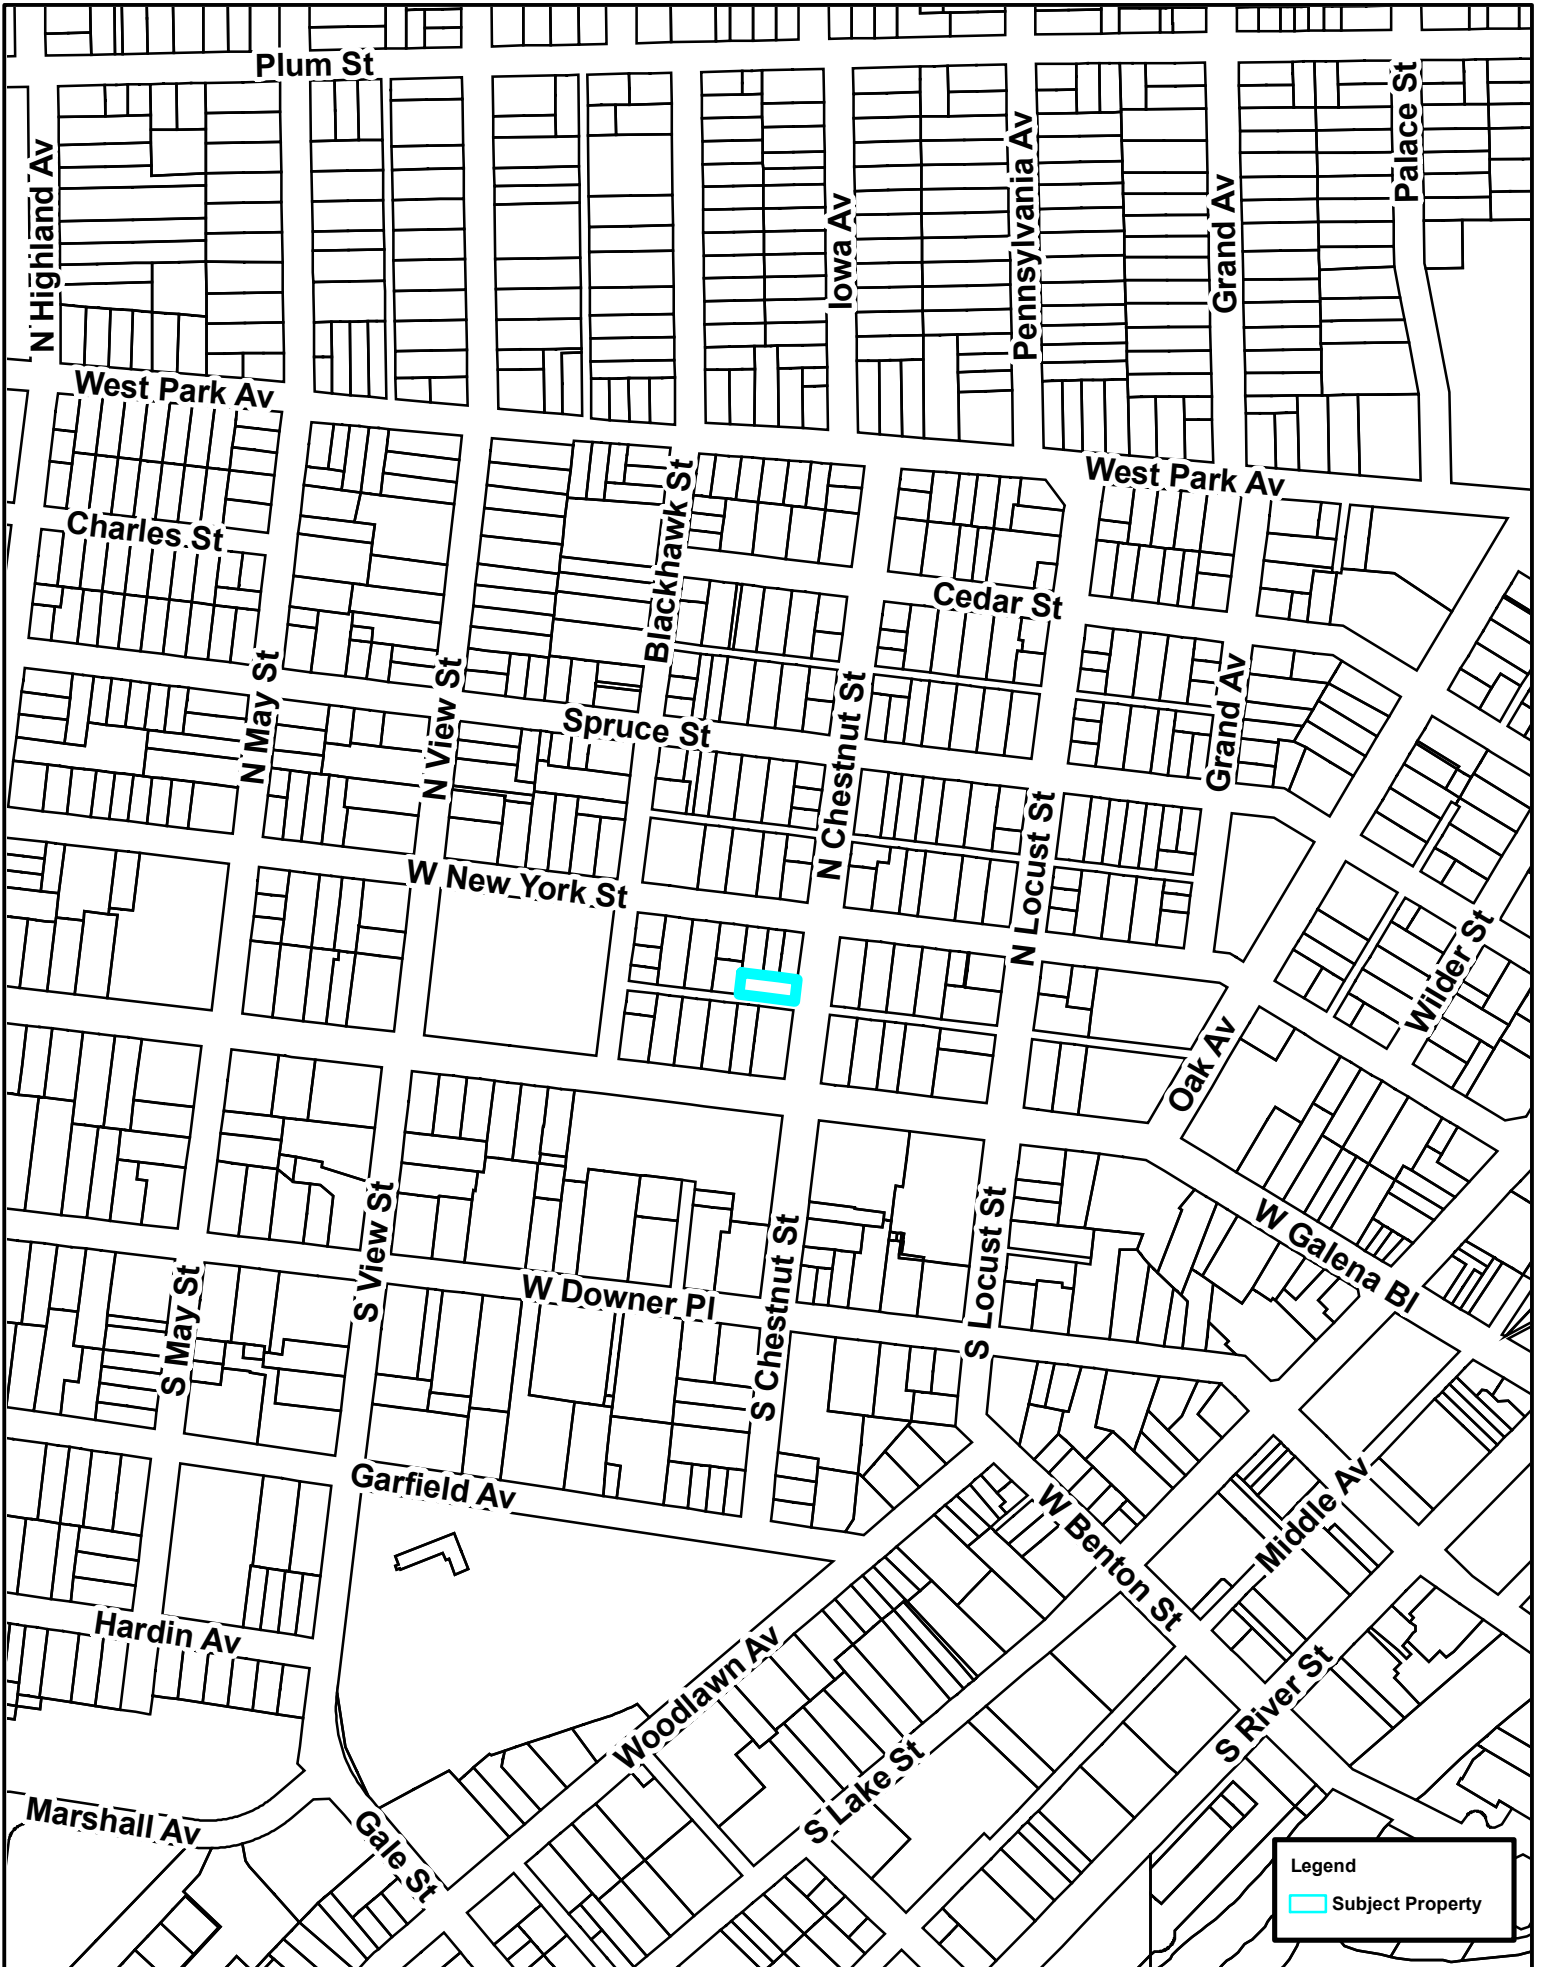 Plum St
N Highland Av
Iowa Av
Pennsylvania Av
Grand Av
Palace St
West Park Av
West Park Av
Charles St
Blackhawk St
Cedar St
N May St
N View St
Spruce St
N Chestnut St
Grand Av
N Locust St
W New York St
Wilder St
Oak Av
S View St
S May St
W Downer Pl
S Chestnut St
S Locust St
W Galena Bl
Garfield Av
W Benton St
Middle Av
Hardin Av
Woodlawn Av
S Lake St
S River St
Marshall Av
Gale St
Legend
Subject Property